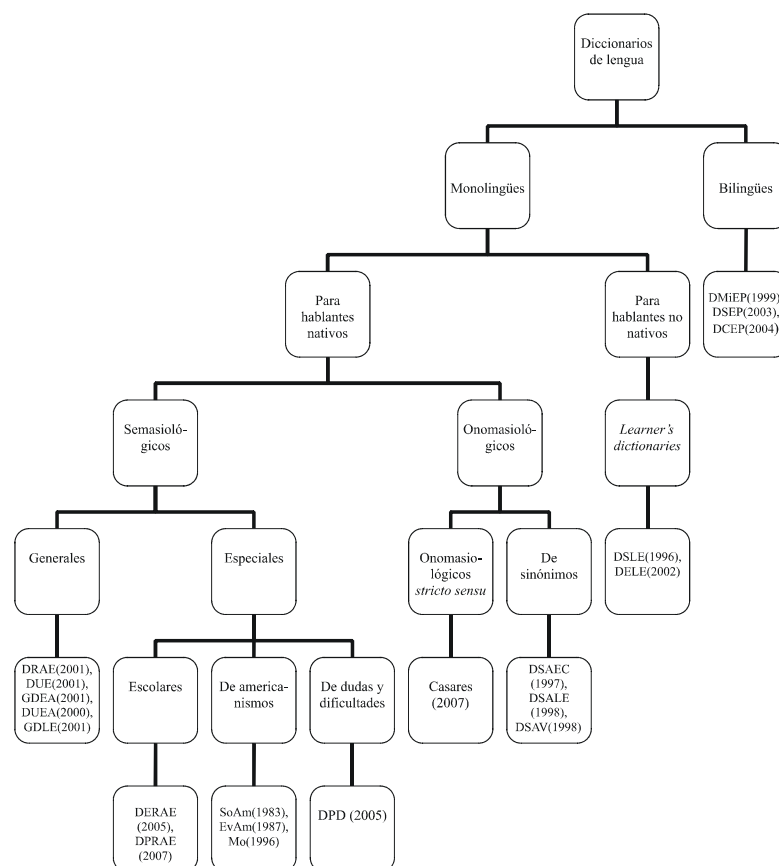 Diccionarios
de lengua
Monolingües
Bilingües
Para
hablantes
nativos
Para
hablantes no
nativos
DMiEP(1999)
DSEP(2003),
DCEP(2004)
Semasioló-
gicos
Onomasioló-
gicos
Learner's
dictionaries
Generales
Especiales
Onomasio-
lógicos
stricto sensu
De
sinónimos
DSLE(1996),
DELE(2002)
DRAE(2001),
DUE(2001),
GDEA(2001),
DUEA(2000),
GDLE(2001)
Escolares
De america-
nismos
De dudas y
dificultades
Casares
(2007)
DSAEC
(1997),
DSALE
(1998),
DSAV(1998)
DERAE
(2005),
DPRAE
(2007)
SoAm(1983),
EvAm(1987),
Mo(1996)
DPD (2005)